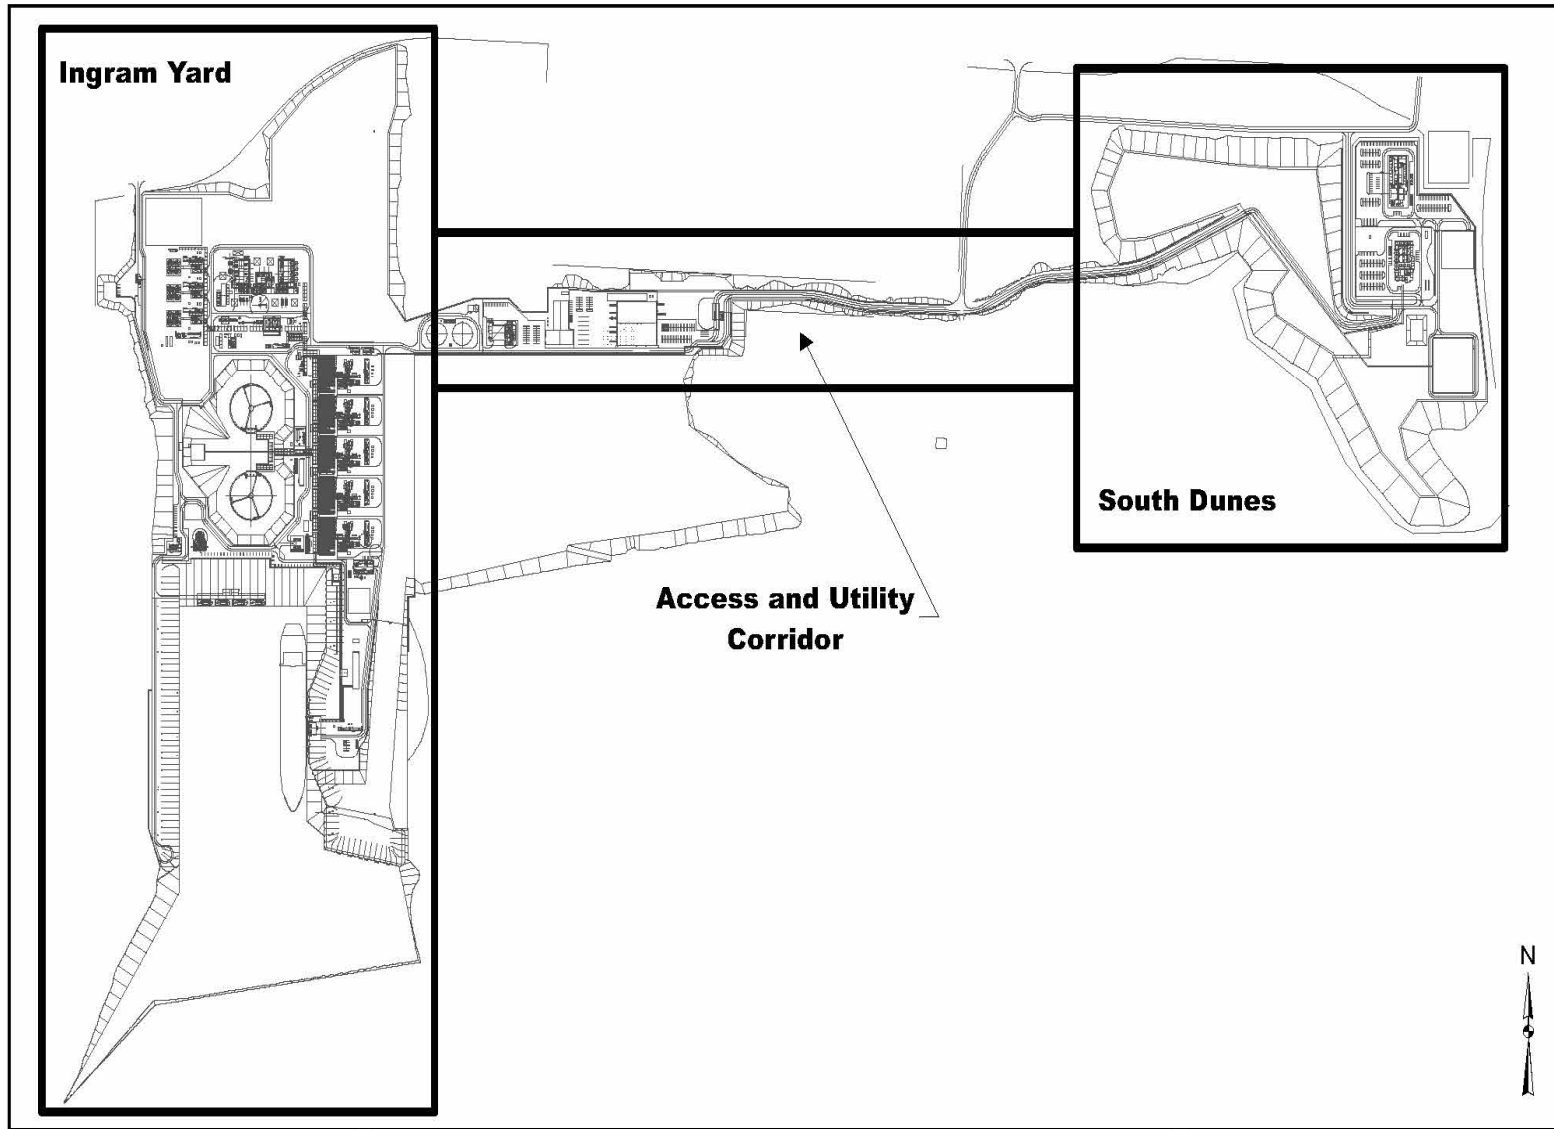 Ingram Yard
South Dunes
Access and Utility
Corridor
N